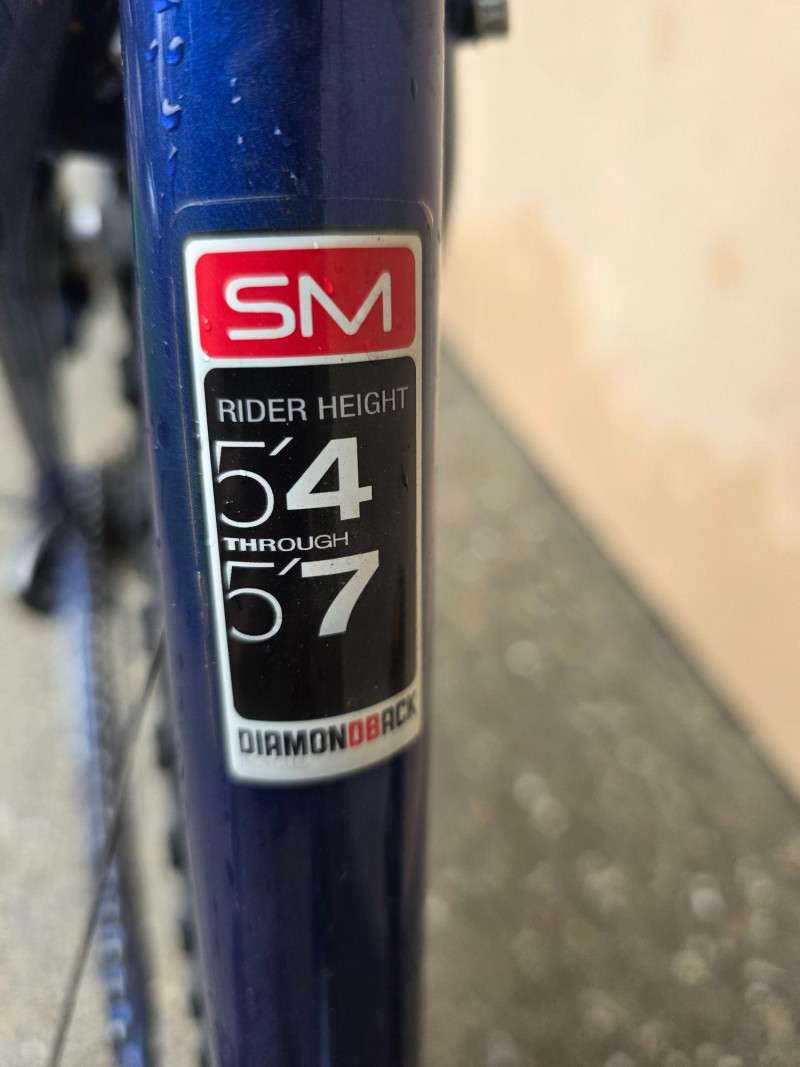 SM
RIDER HEIGHT
5′4
THROUGH
5′7
DIAMONDBACK